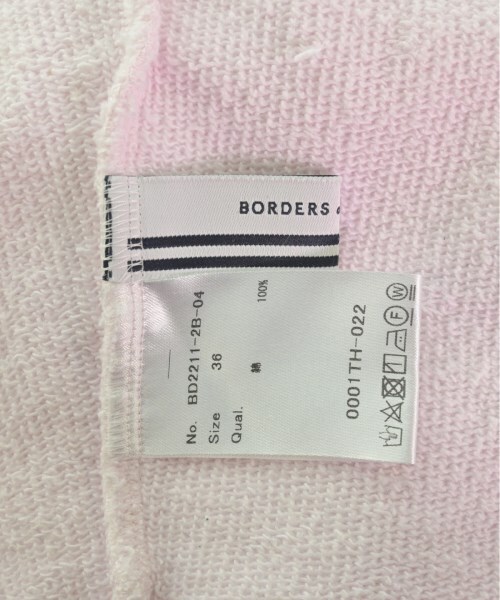 BORDERS
No. BD2211-2B-04
Size 36
Qual. 綿 100%
0001TH-022
F
W